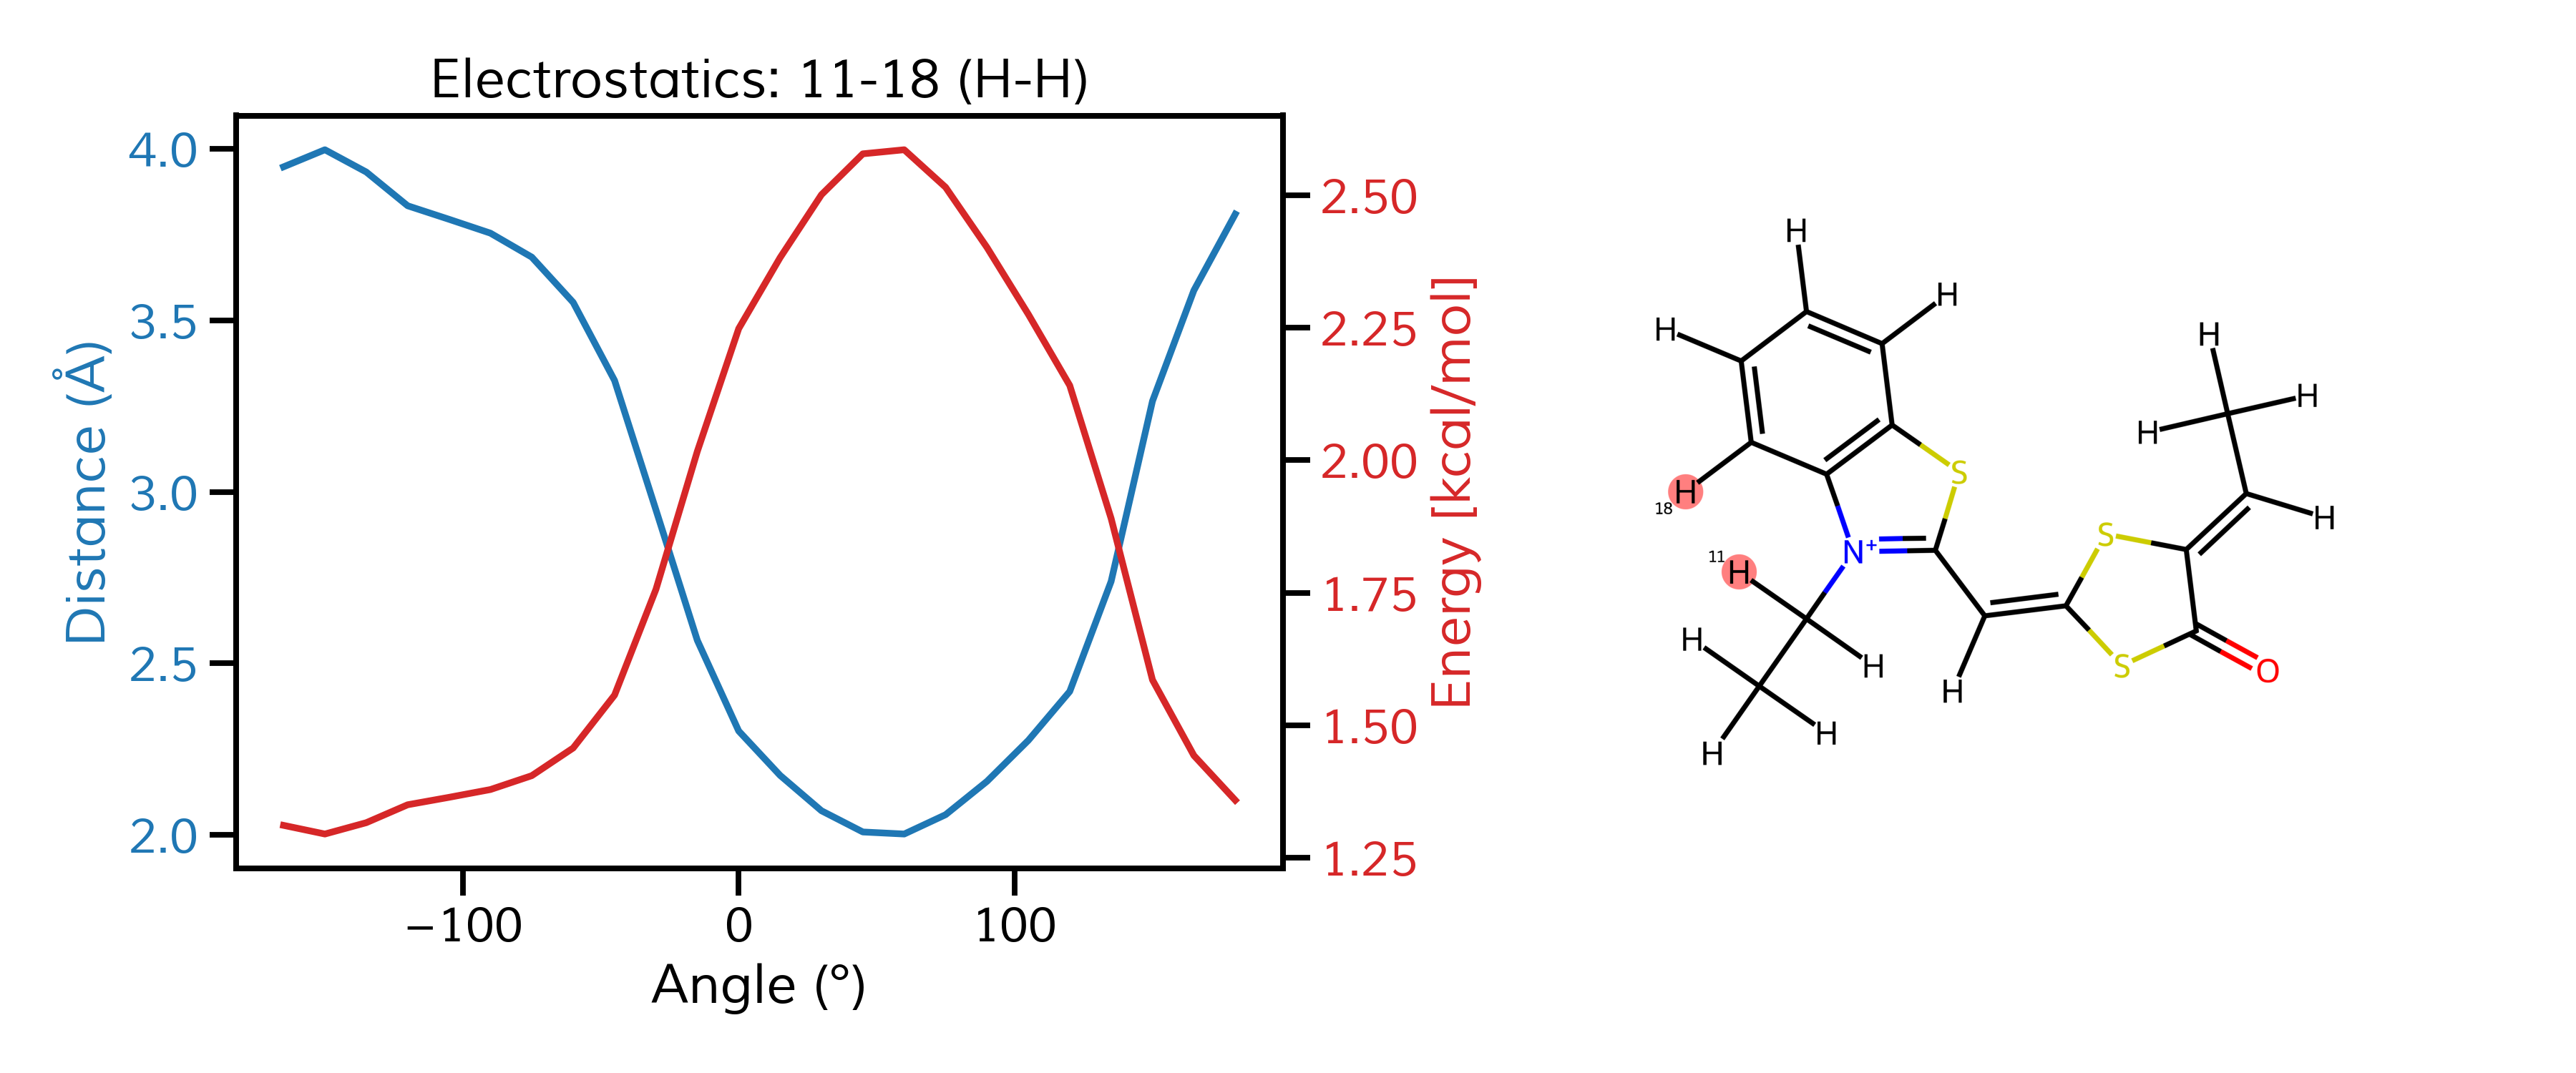 Electrostatics: 11-18 (H-H)
4.0
3.5
3.0
2.5
2.0
Distance (Å)
2.50
2.25
2.00
1.75
1.50
1.25
Energy [kcal/mol]
−100 0 100
Angle (°)
H
H
H
H
H
H
H
S
18 H
H
S
11 H
N+
H
H
S
O
H
H
H